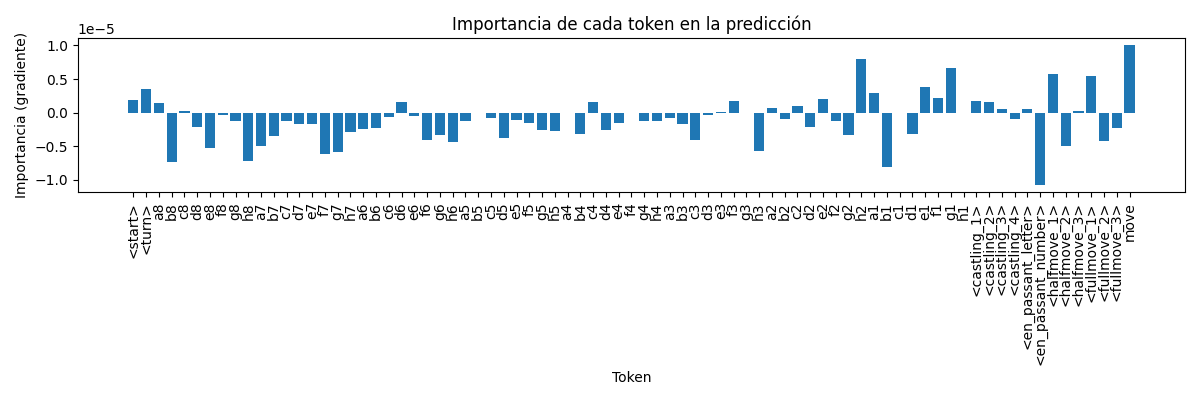 Importancia de cada token en la predicción
1e−5
Importancia (gradiente)
1.0
0.5
0.0
−0.5
−1.0
<start>
<turn>
a8
b8
c8
d8
e8
f8
g8
h8
a7
b7
c7
d7
e7
f7
g7
h7
a6
b6
c6
d6
e6
f6
g6
h6
a5
b5
c5
d5
e5
f5
g5
h5
a4
b4
c4
d4
e4
f4
g4
h4
a3
b3
c3
d3
e3
f3
g3
h3
a2
b2
c2
d2
e2
f2
g2
h2
a1
b1
c1
d1
e1
f1
g1
h1
<castling_1>
<castling_2>
<castling_3>
<castling_4>
<en_passant_letter>
<en_passant_number>
<halfmove_1>
<halfmove_2>
<halfmove_3>
<fullmove_1>
<fullmove_2>
<fullmove_3>
move
Token